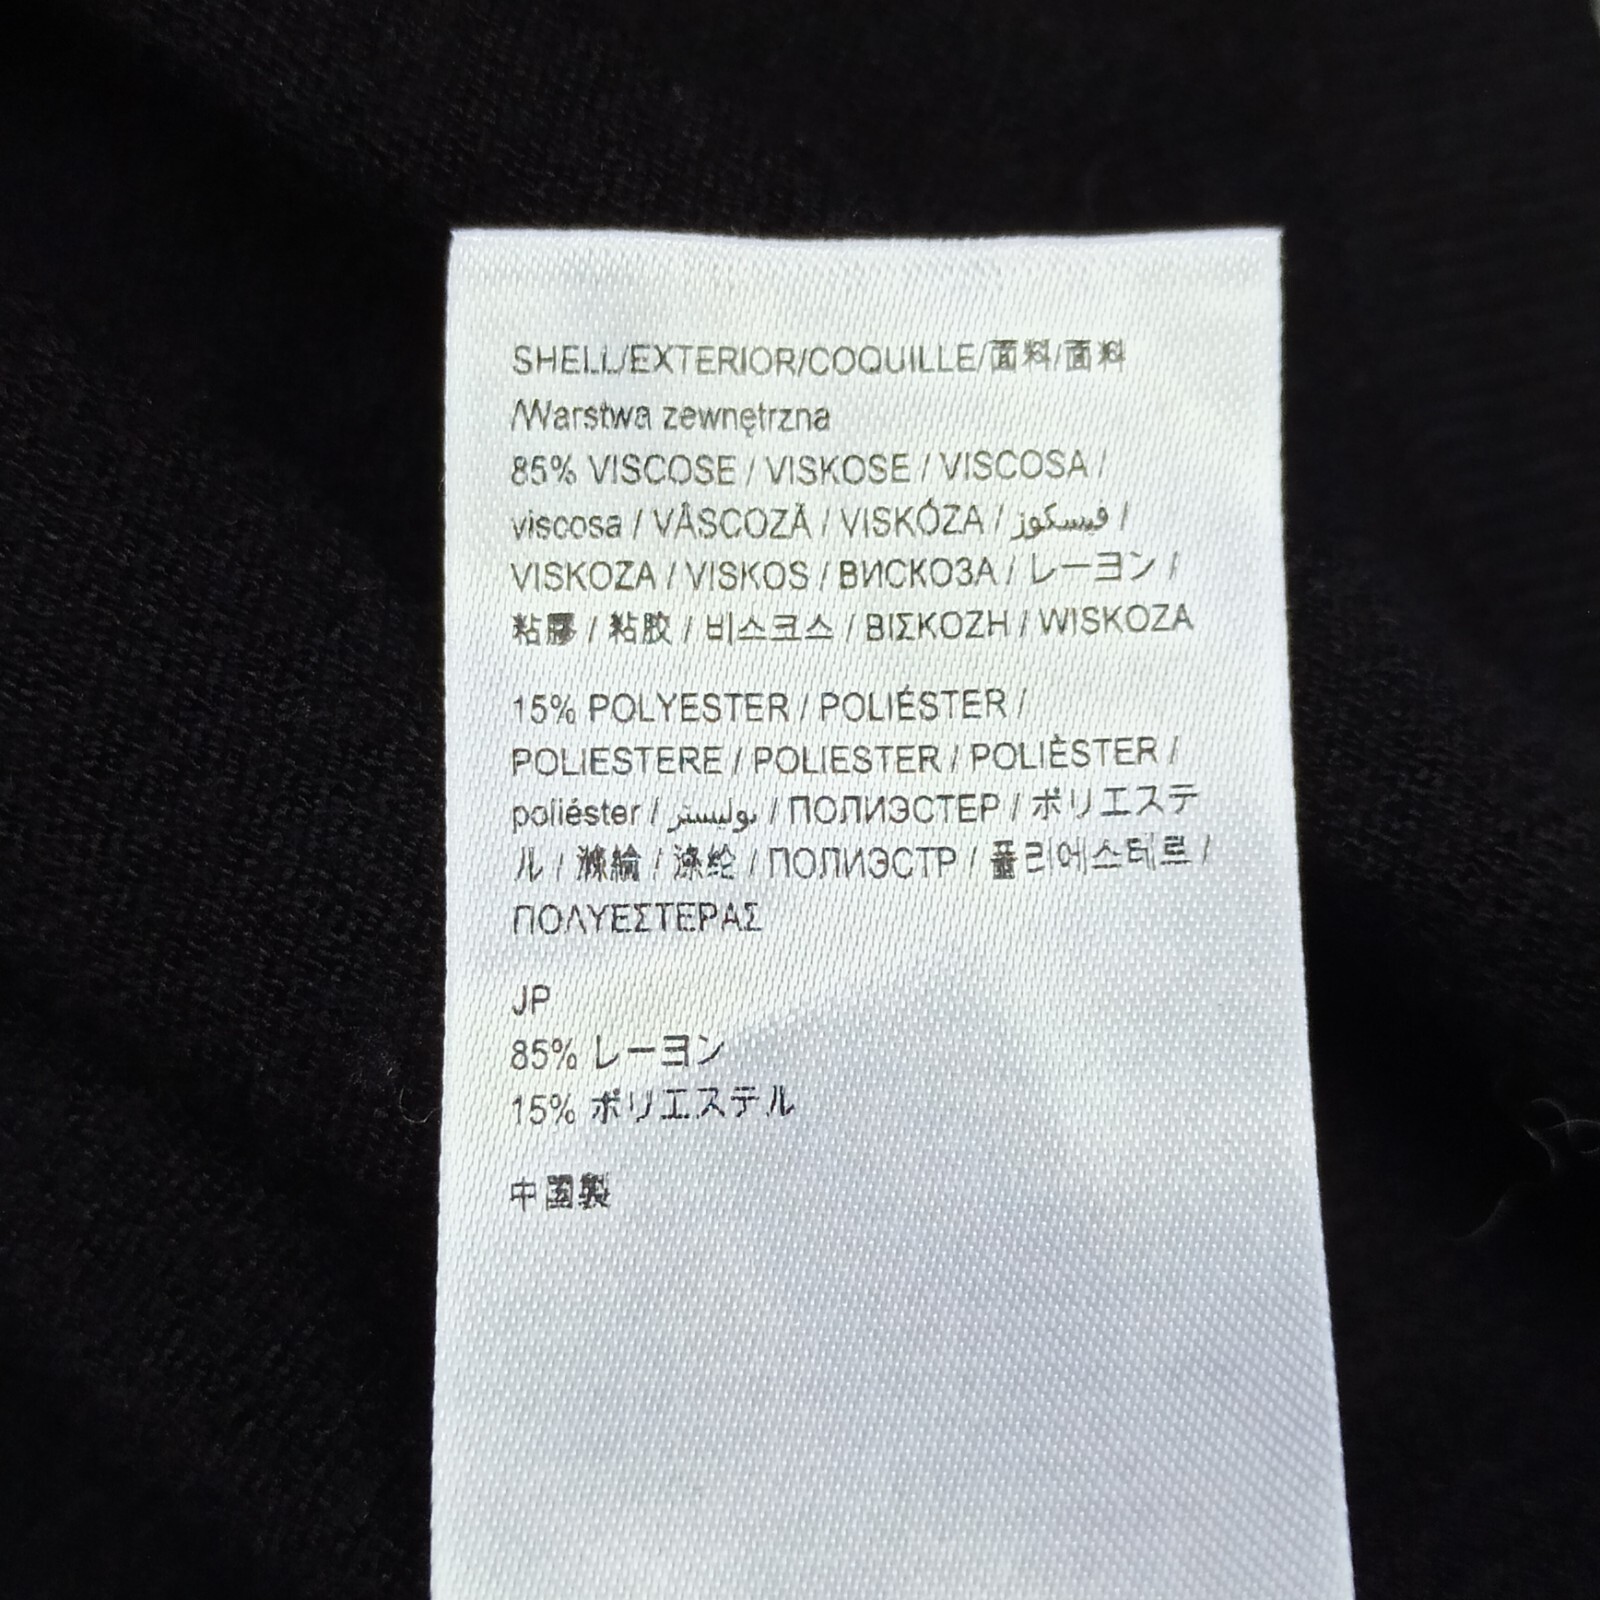 SHELL/EXTERIOR/COQUILLE/面料/面料
/Warstwa zewnętrzna
85% VISCOSE / VISKOSE / VISCOSA /
viscosa / VÂSCOZĂ / VISKÓZA / فيسكوز /
VISKOZA / VISKOS / ВИСКОЗА / レーヨン /
粘膠 / 粘胶 / 비스코스 / ΒΙΣΚΟΖΗ / WISKOZA
15% POLYESTER / POLIÉSTER /
POLIESTERE / POLIESTER / POLIÈSTER /
poliéster / بوليستر / ПОЛИЭСТЕР / ポリエステ
ル / 滌綸 / 涤纶 / ПОЛИЭСТР / 폴리에스테르 /
ΠΟΛΥΕΣΤΕΡΑΣ
JP
85% レーヨン
15% ポリエステル
中国製